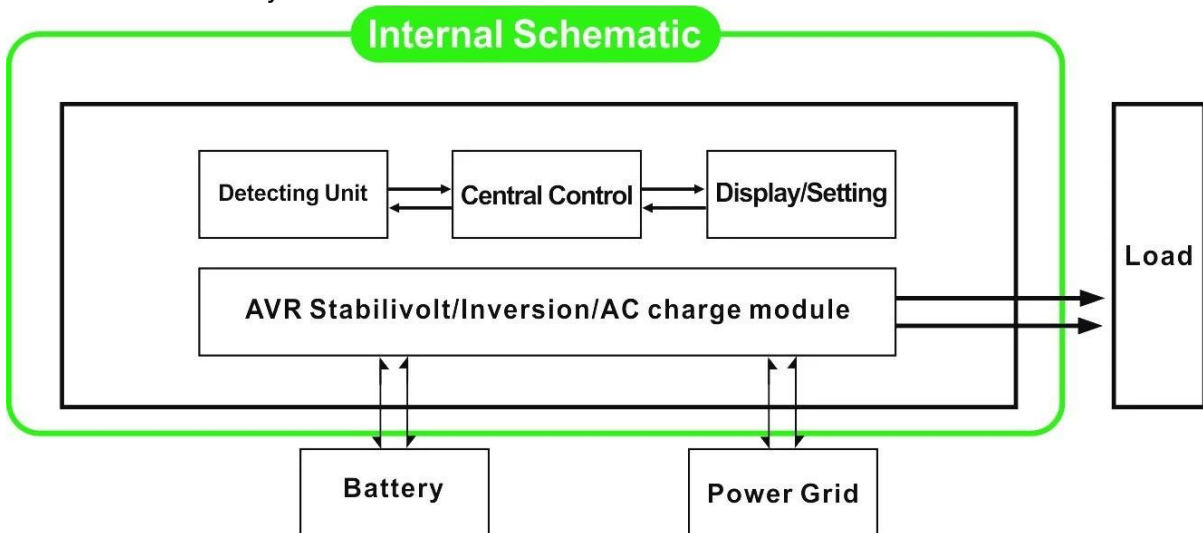 Internal Schematic
Detecting Unit
Central Control
Display/Setting
Load
AVR Stabilivolt/Inversion/AC charge module
Battery
Power Grid